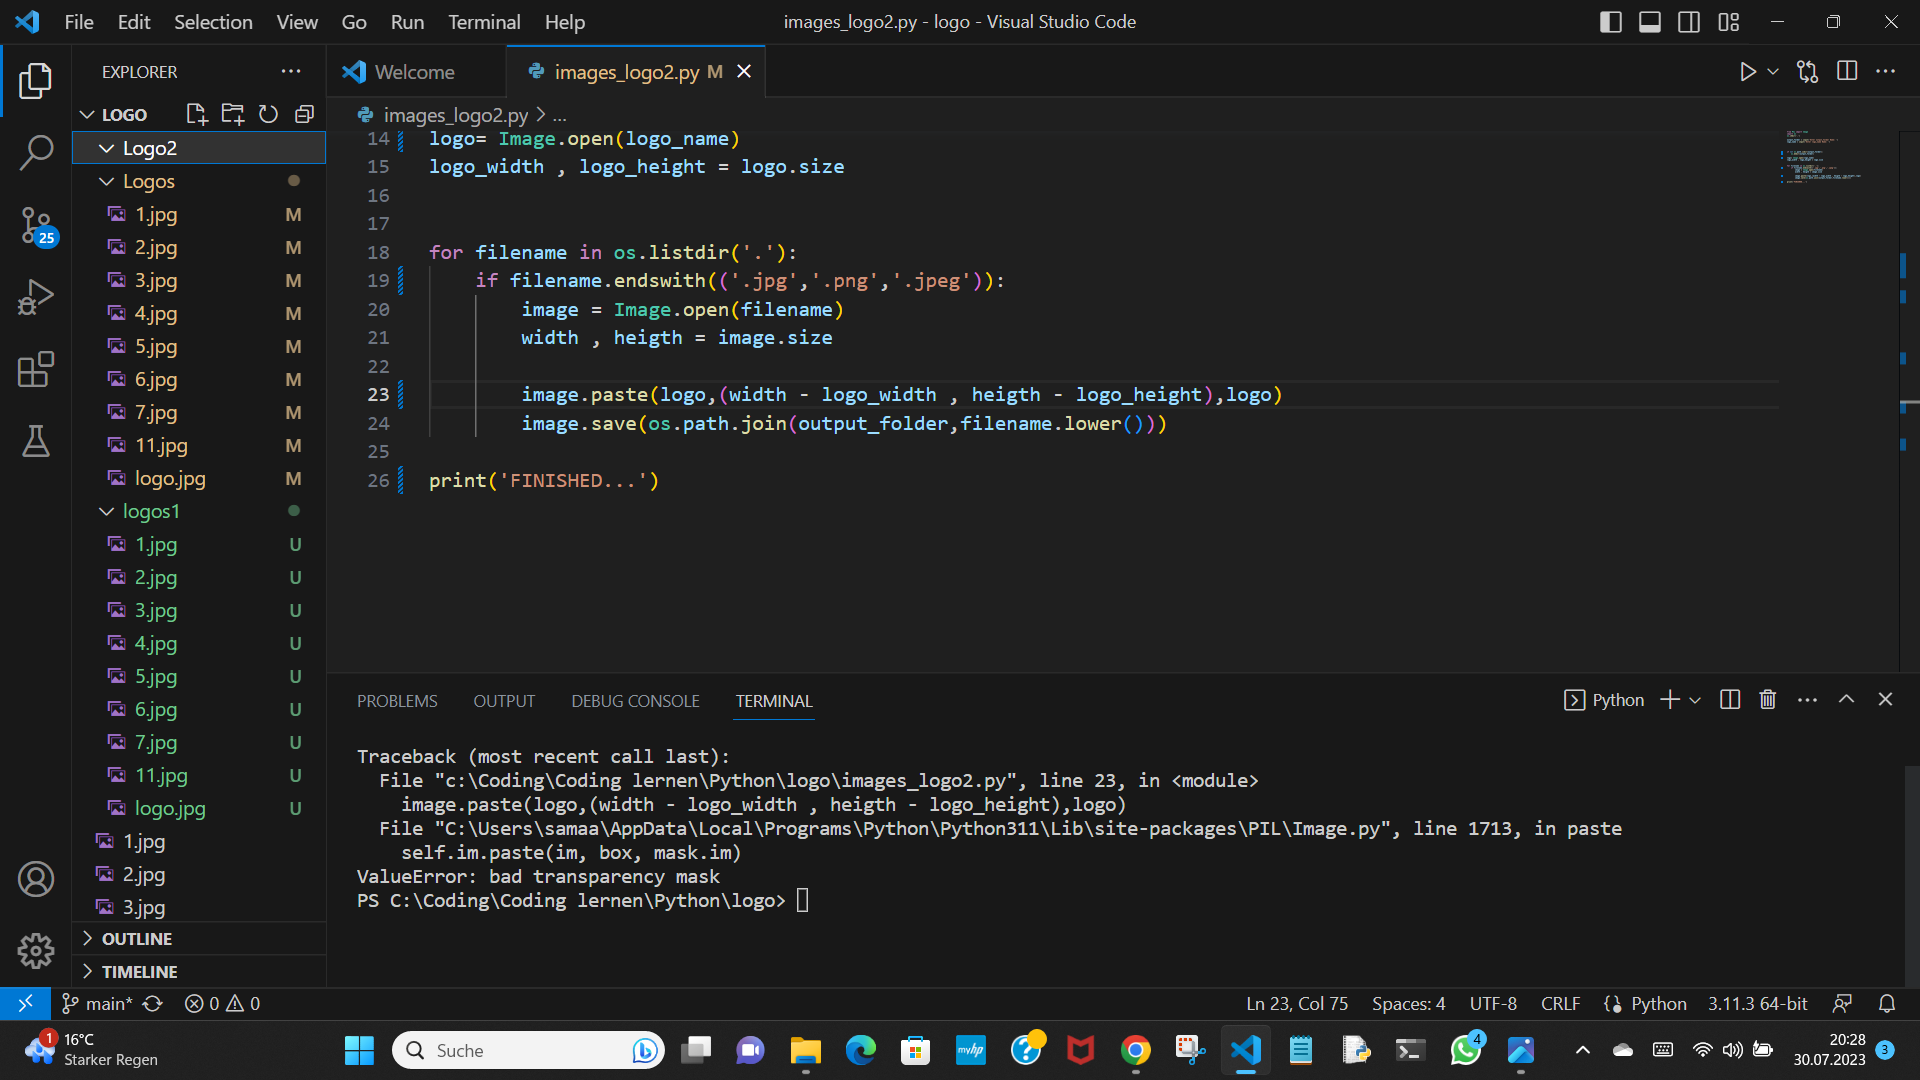 File Edit Selection View Go Run Terminal Help
images_logo2.py - logo - Visual Studio Code
EXPLORER
Welcome
images_logo2.py M
LOGO
images_logo2.py > ...
Logo2
Logos
1.jpg M
2.jpg M
3.jpg M
4.jpg M
5.jpg M
6.jpg M
7.jpg M
11.jpg M
logo.jpg M
logos1
1.jpg U
2.jpg U
3.jpg U
4.jpg U
5.jpg U
6.jpg U
7.jpg U
11.jpg U
logo.jpg U
1.jpg
2.jpg
3.jpg
OUTLINE
TIMELINE
25
14 logo= Image.open(logo_name)
15 logo_width , logo_height = logo.size
16
17
18 for filename in os.listdir('.'):
19 if filename.endswith(('.jpg','.png','.jpeg')):
20 image = Image.open(filename)
21 width , heigth = image.size
22
23 image.paste(logo,(width - logo_width , heigth - logo_height),logo)
24 image.save(os.path.join(output_folder,filename.lower()))
25
26 print('FINISHED...')
PROBLEMS OUTPUT DEBUG CONSOLE TERMINAL
Python
Traceback (most recent call last):
File "c:\Coding\Coding lernen\Python\logo\images_logo2.py", line 23, in <module>
image.paste(logo,(width - logo_width , heigth - logo_height),logo)
File "C:\Users\samaa\AppData\Local\Programs\Python\Python311\Lib\site-packages\PIL\Image.py", line 1713, in paste
self.im.paste(im, box, mask.im)
ValueError: bad transparency mask
PS C:\Coding\Coding lernen\Python\logo>
main* 0 0
Ln 23, Col 75 Spaces: 4 UTF-8 CRLF Python 3.11.3 64-bit
1
16°C
Starker Regen
Suche
myhp
4
20:28
30.07.2023
3